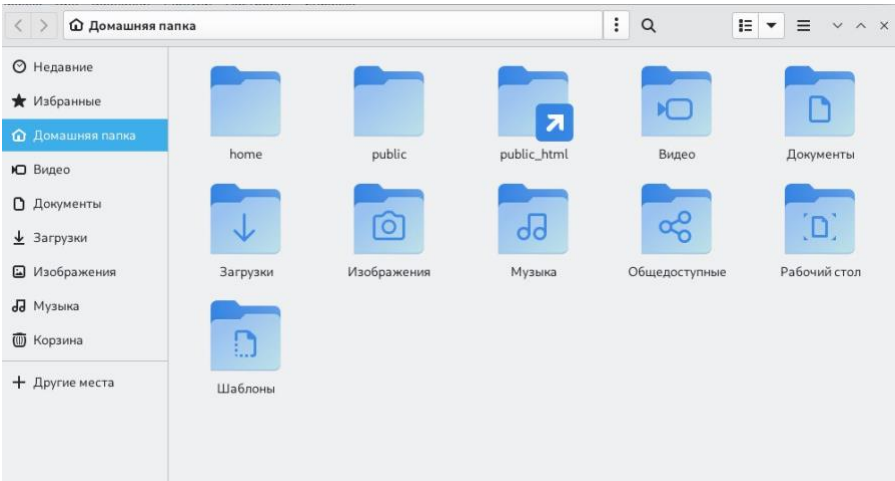 Домашняя папка
Недавние
Избранные
Домашняя папка
Видео
Документы
Загрузки
Изображения
Музыка
Корзина
Другие места
home
public
public_html
Видео
Документы
Загрузки
Изображения
Музыка
Общедоступные
Рабочий стол
Шаблоны